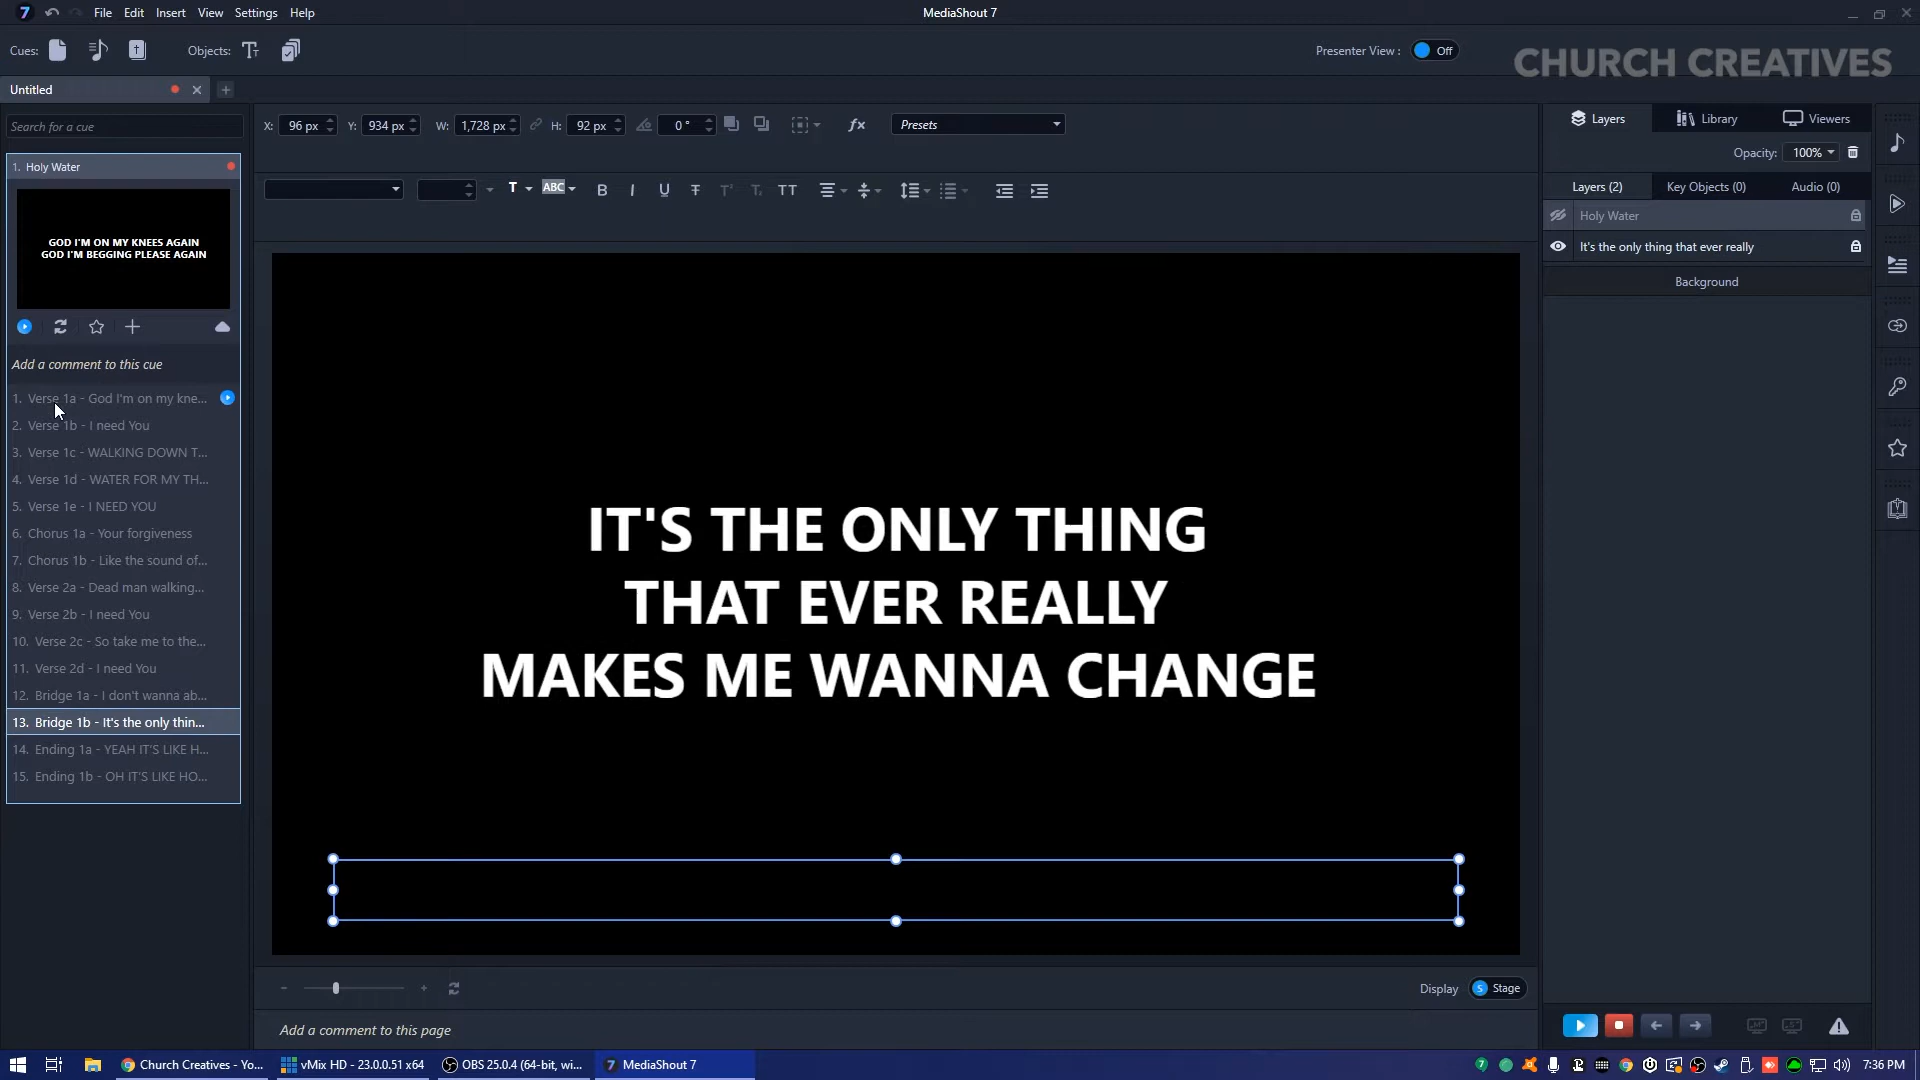 File Edit Insert View Settings Help
MediaShout 7
Cues:
Objects:
Presenter View :
Off
CHURCH CREATIVES
Untitled
X: 96 px Y: 934 px W: 1,728 px H: 92 px 0 °
fx
Presets
Search for a cue
Layers Library Viewers
Opacity: 100%
1. Holy Water
T ABC B I U T T TT
Layers (2) Key Objects (0) Audio (0)
Holy Water
It's the only thing that ever really
Background
GOD I'M ON MY KNEES AGAIN
GOD I'M BEGGING PLEASE AGAIN
Add a comment to this cue
1. Verse 1a - God I'm on my kne...
2. Verse 1b - I need You
3. Verse 1c - WALKING DOWN T...
4. Verse 1d - WATER FOR MY TH...
5. Verse 1e - I NEED YOU
6. Chorus 1a - Your forgiveness
7. Chorus 1b - Like the sound of...
8. Verse 2a - Dead man walking...
9. Verse 2b - I need You
10. Verse 2c - So take me to the...
11. Verse 2d - I need You
12. Bridge 1a - I don't wanna ab...
13. Bridge 1b - It's the only thin...
14. Ending 1a - YEAH IT'S LIKE H...
15. Ending 1b - OH IT'S LIKE HO...
IT'S THE ONLY THING
THAT EVER REALLY
MAKES ME WANNA CHANGE
Display
S Stage
Add a comment to this page
Church Creatives - Yo...
vMix HD - 23.0.0.51 x64
OBS 25.0.4 (64-bit, wi...
7 MediaShout 7
7:36 PM